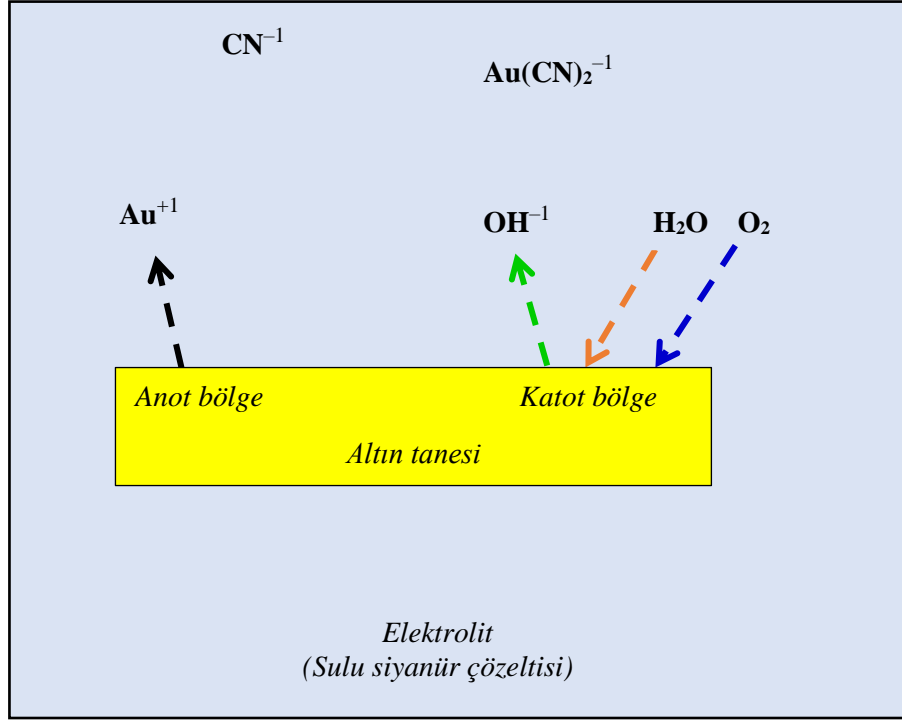 CN⁻¹
Au(CN)₂⁻¹
Au⁺¹
OH⁻¹
H₂O
O₂
Anot bölge
Katot bölge
Altın tanesi
Elektrolit
(Sulu siyanür çözeltisi)